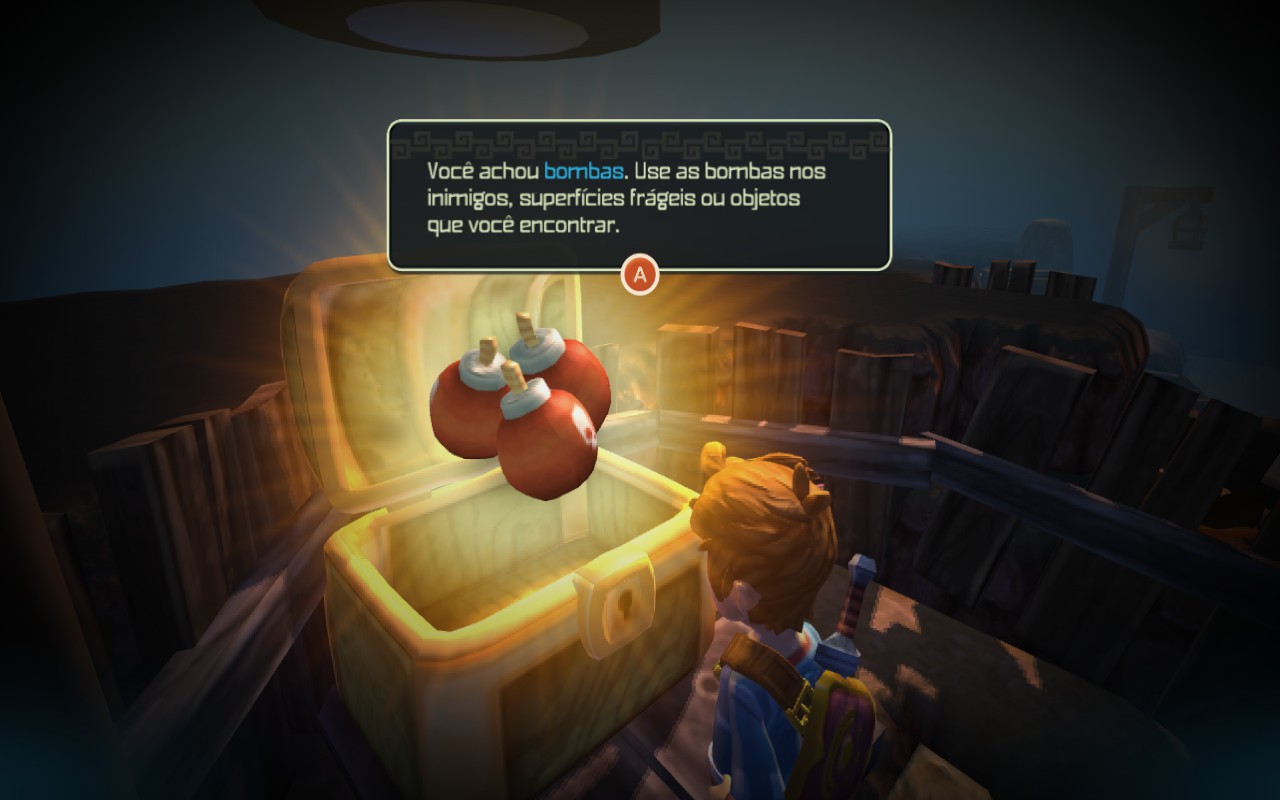 Você achou bombas. Use as bombas nos
inimigos, superfícies frágeis ou objetos
que você encontrar.
A